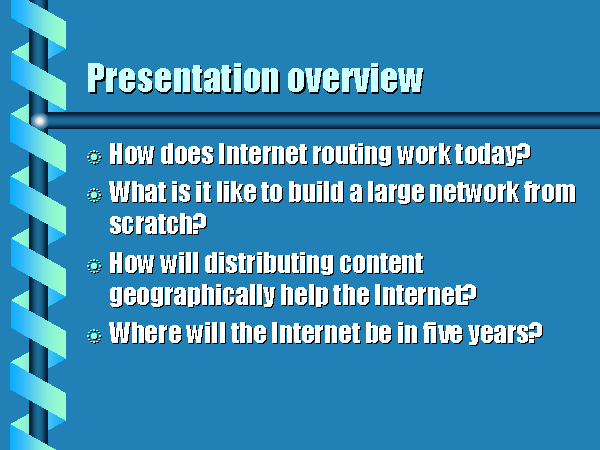 Presentation overview
How does Internet routing work today?
What is it like to build a large network from
scratch?
How will distributing content
geographically help the Internet?
Where will the Internet be in five years?